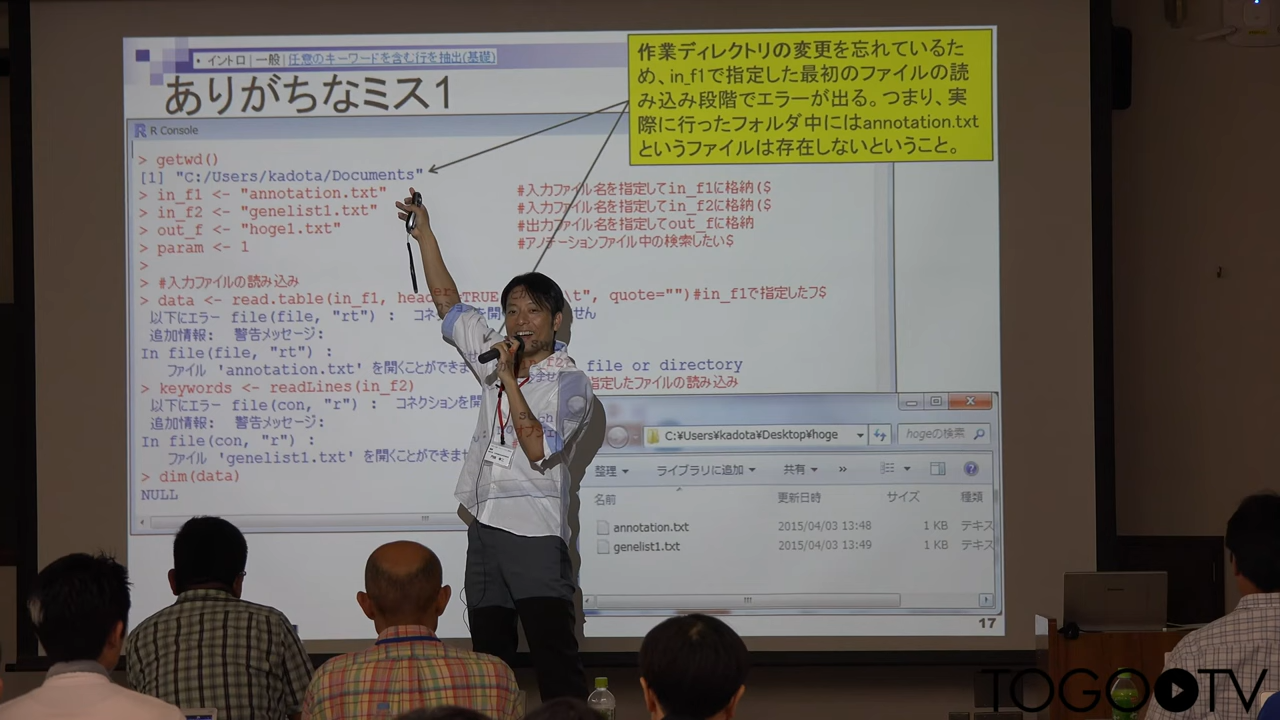 • イントロ | 一般 | 任意のキーワードを含む行を抽出(基礎)
ありがちなミス1
作業ディレクトリの変更を忘れているた
め、in_f1で指定した最初のファイルの読
み込み段階でエラーが出る。つまり、実
際に行ったフォルダ中にはannotation.txt
というファイルは存在しないということ。
R Console
> getwd()
[1] "C:/Users/kadota/Documents"
> in_f1 <- "annotation.txt" #入力ファイル名を指定してin_f1に格納($
> in_f2 <- "genelist1.txt" #入力ファイル名を指定してin_f2に格納($
> out_f <- "hoge1.txt" #出力ファイル名を指定してout_fに格納
> param <- 1 #アノテーションファイル中の検索したい$
>
> #入力ファイルの読み込み
> data <- read.table(in_f1, header=TRUE \t", quote="")#in_f1で指定したフ$
以下にエラー file(file, "rt") : コネクションを開 せん
追加情報: 警告メッセージ:
In file(file, "rt") :
ファイル 'annotation.txt' を開くことができま file or directory
> keywords <- readLines(in_f2) 指定したファイルの読み込み
以下にエラー file(con, "r") : コネクションを開
追加情報: 警告メッセージ:
In file(con, "r") :
ファイル 'genelist1.txt' を開くことができま
> dim(data)
NULL
C:¥Users¥kadota¥Desktop¥hoge
hogeの検索
整理 ライブラリに追加 共有 »
名前 更新日時 サイズ 種類
annotation.txt 2015/04/03 13:48 1 KB テキス
genelist1.txt 2015/04/03 13:49 1 KB テキス
17
TOGO TV